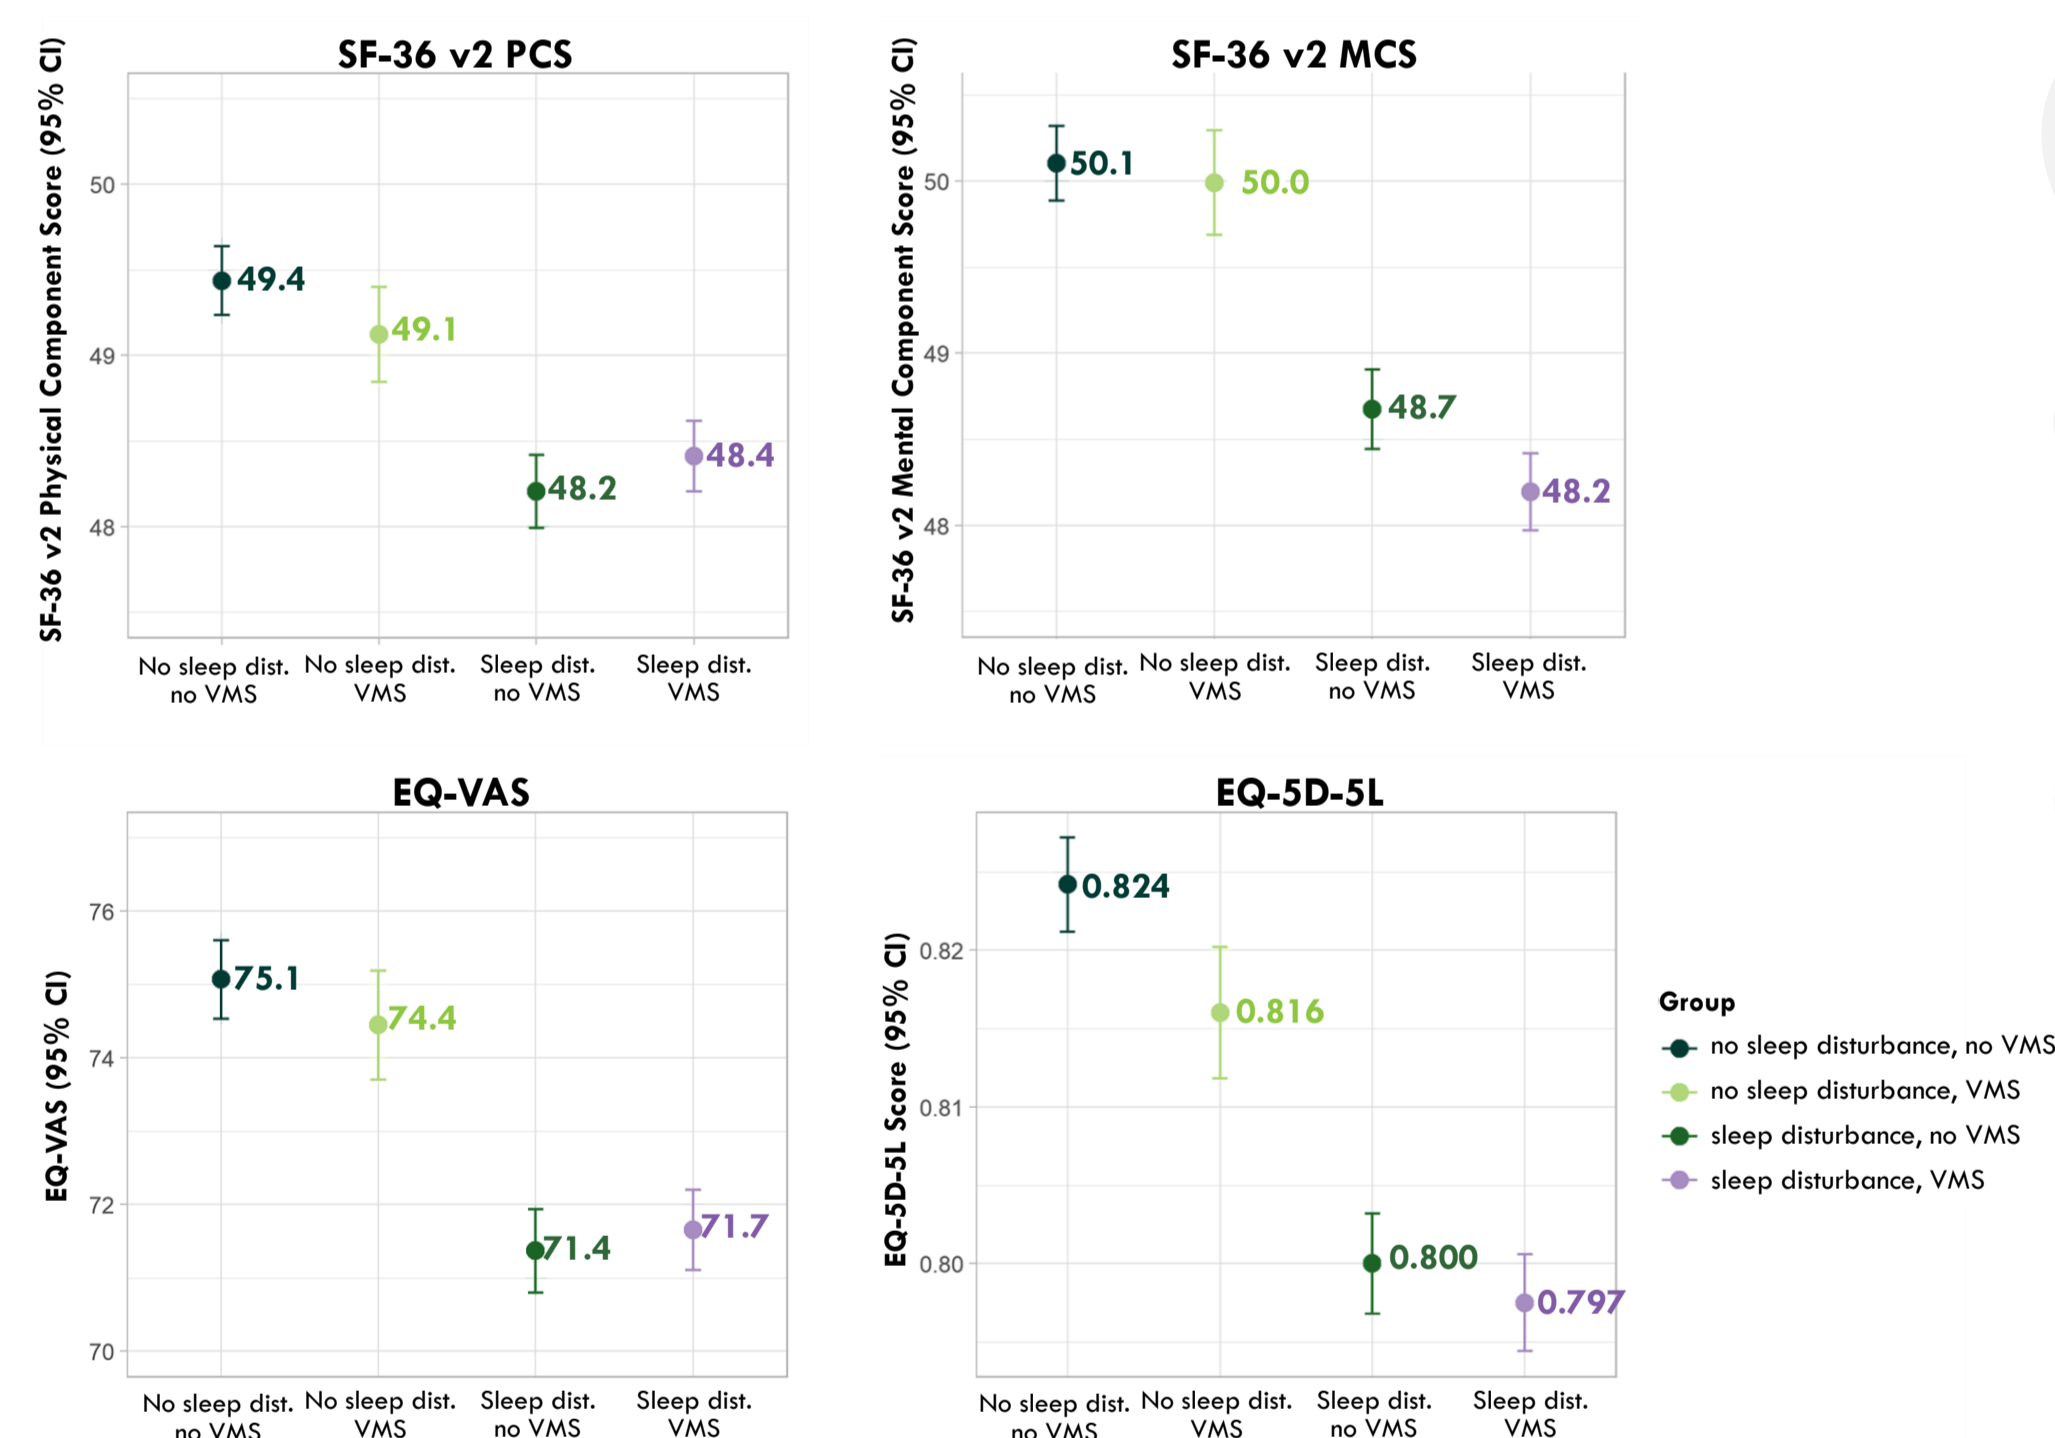 SF-36 v2 PCS
SF-36 v2 Physical Component Score (95% CI)
50
49
48
49.4
49.1
48.2
48.4
No sleep dist.
no VMS
No sleep dist.
VMS
Sleep dist.
no VMS
Sleep dist.
VMS
SF-36 v2 MCS
SF-36 v2 Mental Component Score (95% CI)
50
49
48
50.1
50.0
48.7
48.2
No sleep dist.
no VMS
No sleep dist.
VMS
Sleep dist.
no VMS
Sleep dist.
VMS
EQ-VAS
EQ-VAS (95% CI)
76
74
72
70
75.1
74.4
71.4
71.7
No sleep dist.
no VMS
No sleep dist.
VMS
Sleep dist.
no VMS
Sleep dist.
VMS
EQ-5D-5L
EQ-5D-5L Score (95% CI)
0.82
0.81
0.80
0.824
0.816
0.800
0.797
No sleep dist.
no VMS
No sleep dist.
VMS
Sleep dist.
no VMS
Sleep dist.
VMS
Group
no sleep disturbance, no VMS
no sleep disturbance, VMS
sleep disturbance, no VMS
sleep disturbance, VMS